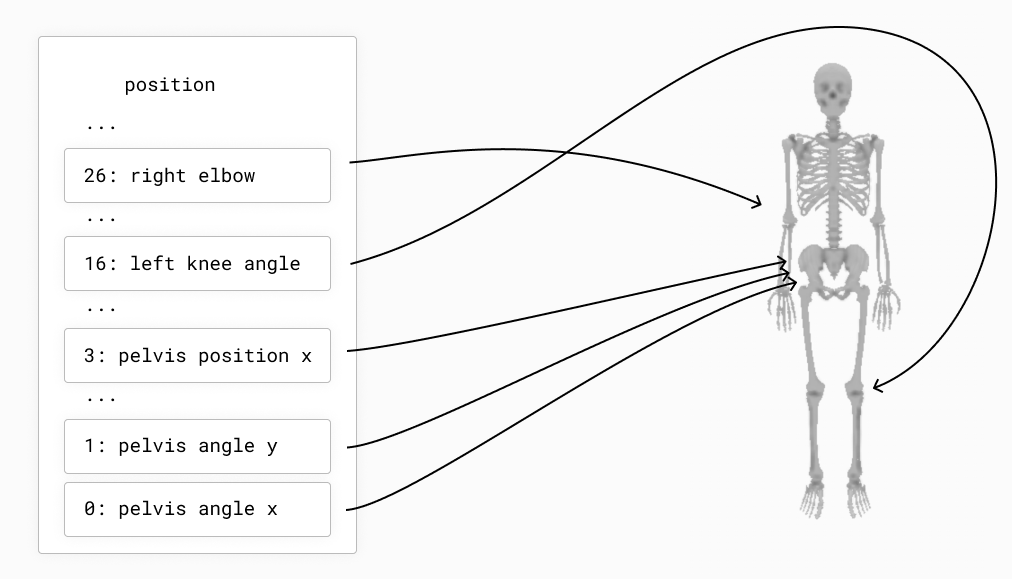 position
...
26: right elbow
...
16: left knee angle
...
3: pelvis position x
...
1: pelvis angle y
0: pelvis angle x